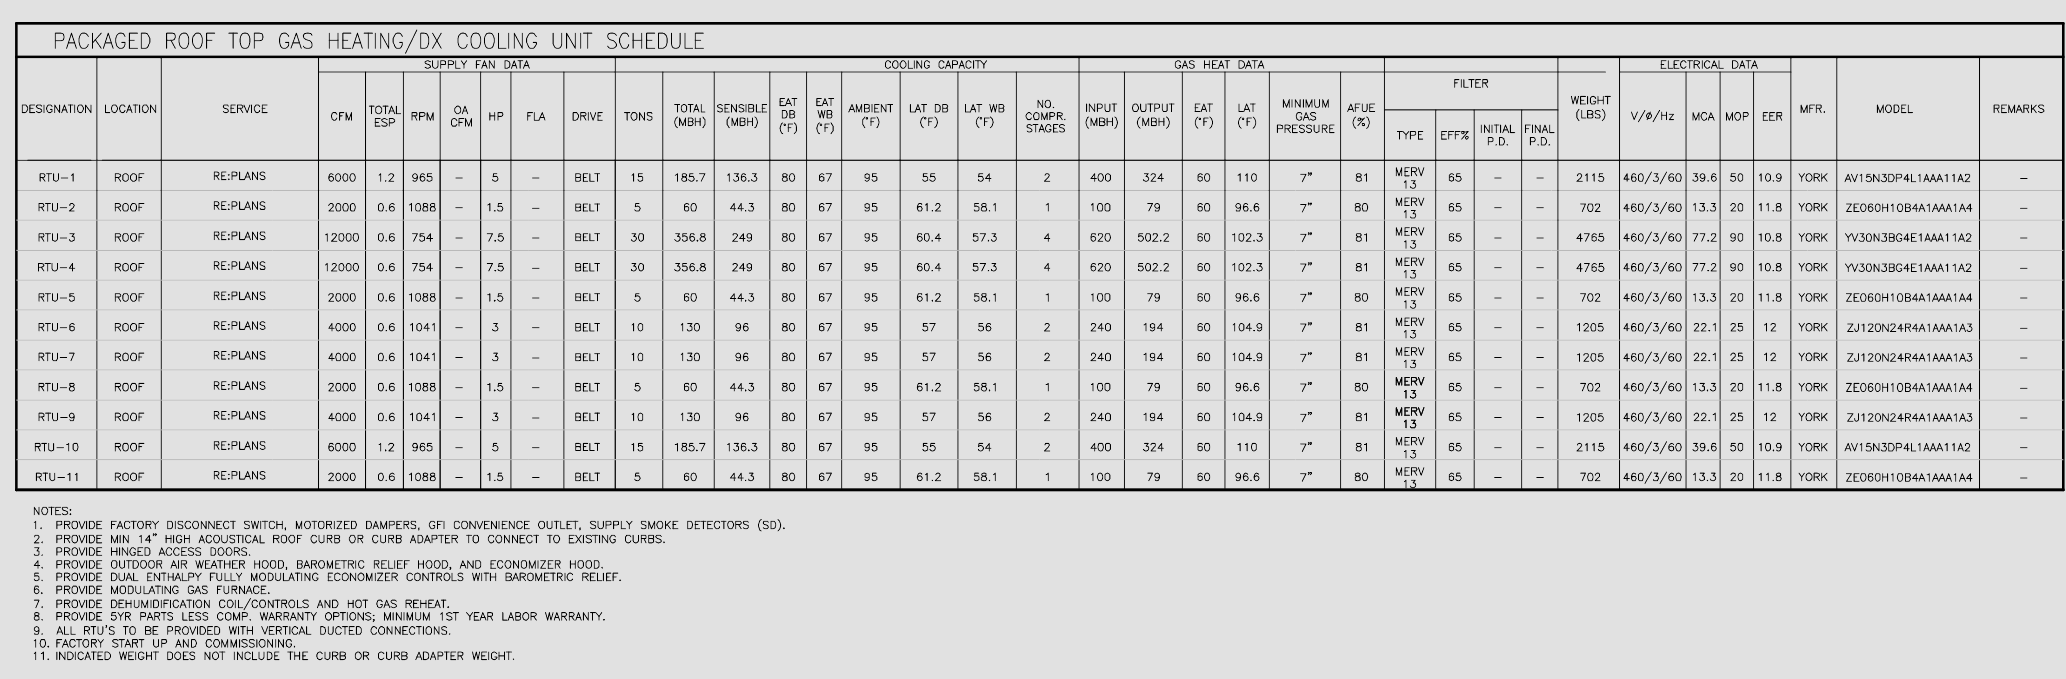 PACKAGED ROOF TOP GAS HEATING/DX COOLING UNIT SCHEDULE
SUPPLY FAN DATA COOLING CAPACITY GAS HEAT DATA ELECTRICAL DATA
DESIGNATION LOCATION SERVICE CFM TOTAL ESP RPM OA CFM HP FLA DRIVE TONS TOTAL (MBH) SENSIBLE (MBH) EAT DB (°F) EAT WB (°F) AMBIENT (°F) LAT DB (°F) LAT WB (°F) NO. COMPR. STAGES INPUT (MBH) OUTPUT (MBH) EAT (°F) LAT (°F) MINIMUM GAS PRESSURE AFUE (%) FILTER TYPE EFF% INITIAL P.D. FINAL P.D. WEIGHT (LBS) V/ø/Hz MCA MOP EER MFR. MODEL REMARKS
RTU-1 ROOF RE:PLANS 6000 1.2 965 - 5 - BELT 15 185.7 136.3 80 67 95 55 54 2 400 324 60 110 7" 81 MERV 13 65 - - 2115 460/3/60 39.6 50 10.9 YORK AV15N3DP4L1AAA11A2 -
RTU-2 ROOF RE:PLANS 2000 0.6 1088 - 1.5 - BELT 5 60 44.3 80 67 95 61.2 58.1 1 100 79 60 96.6 7" 80 MERV 13 65 - - 702 460/3/60 13.3 20 11.8 YORK ZE060H10B4A1AAA1A4 -
RTU-3 ROOF RE:PLANS 12000 0.6 754 - 7.5 - BELT 30 356.8 249 80 67 95 60.4 57.3 4 620 502.2 60 102.3 7" 81 MERV 13 65 - - 4765 460/3/60 77.2 90 10.8 YORK YV30N3BG4E1AAA11A2 -
RTU-4 ROOF RE:PLANS 12000 0.6 754 - 7.5 - BELT 30 356.8 249 80 67 95 60.4 57.3 4 620 502.2 60 102.3 7" 81 MERV 13 65 - - 4765 460/3/60 77.2 90 10.8 YORK YV30N3BG4E1AAA11A2 -
RTU-5 ROOF RE:PLANS 2000 0.6 1088 - 1.5 - BELT 5 60 44.3 80 67 95 61.2 58.1 1 100 79 60 96.6 7" 80 MERV 13 65 - - 702 460/3/60 13.3 20 11.8 YORK ZE060H10B4A1AAA1A4 -
RTU-6 ROOF RE:PLANS 4000 0.6 1041 - 3 - BELT 10 130 96 80 67 95 57 56 2 240 194 60 104.9 7" 81 MERV 13 65 - - 1205 460/3/60 22.1 25 12 YORK ZJ120N24R4A1AAA1A3 -
RTU-7 ROOF RE:PLANS 4000 0.6 1041 - 3 - BELT 10 130 96 80 67 95 57 56 2 240 194 60 104.9 7" 81 MERV 13 65 - - 1205 460/3/60 22.1 25 12 YORK ZJ120N24R4A1AAA1A3 -
RTU-8 ROOF RE:PLANS 2000 0.6 1088 - 1.5 - BELT 5 60 44.3 80 67 95 61.2 58.1 1 100 79 60 96.6 7" 80 MERV 13 65 - - 702 460/3/60 13.3 20 11.8 YORK ZE060H10B4A1AAA1A4 -
RTU-9 ROOF RE:PLANS 4000 0.6 1041 - 3 - BELT 10 130 96 80 67 95 57 56 2 240 194 60 104.9 7" 81 MERV 13 65 - - 1205 460/3/60 22.1 25 12 YORK ZJ120N24R4A1AAA1A3 -
RTU-10 ROOF RE:PLANS 6000 1.2 965 - 5 - BELT 15 185.7 136.3 80 67 95 55 54 2 400 324 60 110 7" 81 MERV 13 65 - - 2115 460/3/60 39.6 50 10.9 YORK AV15N3DP4L1AAA11A2 -
RTU-11 ROOF RE:PLANS 2000 0.6 1088 - 1.5 - BELT 5 60 44.3 80 67 95 61.2 58.1 1 100 79 60 96.6 7" 80 MERV 13 65 - - 702 460/3/60 13.3 20 11.8 YORK ZE060H10B4A1AAA1A4 -
NOTES:
1. PROVIDE FACTORY DISCONNECT SWITCH, MOTORIZED DAMPERS, GFI CONVENIENCE OUTLET, SUPPLY SMOKE DETECTORS (SD).
2. PROVIDE MIN 14" HIGH ACOUSTICAL ROOF CURB OR CURB ADAPTER TO CONNECT TO EXISTING CURBS.
3. PROVIDE HINGED ACCESS DOORS.
4. PROVIDE OUTDOOR AIR WEATHER HOOD, BAROMETRIC RELIEF HOOD, AND ECONOMIZER HOOD.
5. PROVIDE DUAL ENTHALPY FULLY MODULATING ECONOMIZER CONTROLS WITH BAROMETRIC RELIEF.
6. PROVIDE MODULATING GAS FURNACE.
7. PROVIDE DEHUMIDIFICATION COIL/CONTROLS AND HOT GAS REHEAT.
8. PROVIDE 5YR PARTS LESS COMP. WARRANTY OPTIONS; MINIMUM 1ST YEAR LABOR WARRANTY.
9. ALL RTU'S TO BE PROVIDED WITH VERTICAL DUCTED CONNECTIONS.
10. FACTORY START UP AND COMMISSIONING.
11. INDICATED WEIGHT DOES NOT INCLUDE THE CURB OR CURB ADAPTER WEIGHT.